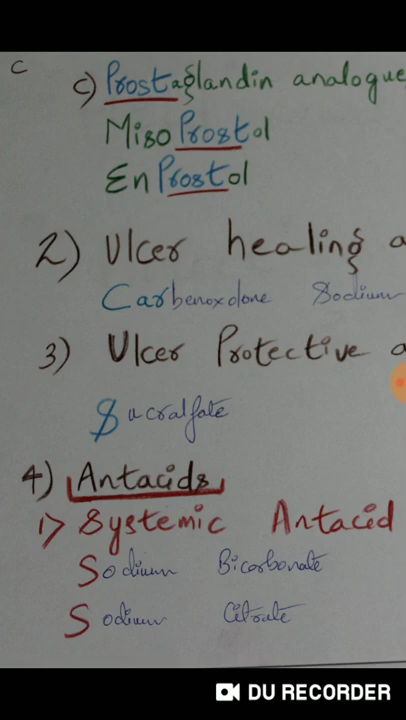 c
c) Prostaglandin analogue
Misoprostol
Enprostol
2) Ulcer healing a
Carbenoxolone Sodium
3) Ulcer Protective a
Sucralfate
4) Antacids
1> Systemic Antacid
Sodium Bicarbonate
Sodium Citrate
DU RECORDER